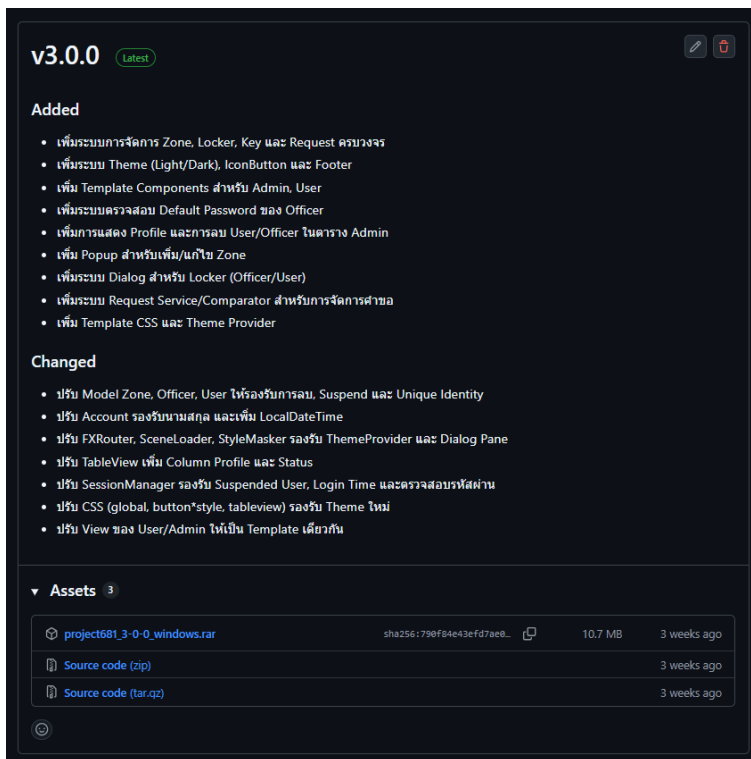 v3.0.0 Latest
Added
เพิ่มระบบการจัดการ Zone, Locker, Key และ Request ครบวงจร
เพิ่มระบบ Theme (Light/Dark), IconButton และ Footer
เพิ่ม Template Components สำหรับ Admin, User
เพิ่มระบบตรวจสอบ Default Password ของ Officer
เพิ่มการแสดง Profile และการลบ User/Officer ในตาราง Admin
เพิ่ม Popup สำหรับเพิ่ม/แก้ไข Zone
เพิ่มระบบ Dialog สำหรับ Locker (Officer/User)
เพิ่มระบบ Request Service/Comparator สำหรับการจัดการคำขอ
เพิ่ม Template CSS และ Theme Provider
Changed
ปรับ Model Zone, Officer, User ให้รองรับการลบ, Suspend และ Unique Identity
ปรับ Account รองรับนามสกุล และเพิ่ม LocalDateTime
ปรับ FXRouter, SceneLoader, StyleMasker รองรับ ThemeProvider และ Dialog Pane
ปรับ TableView เพิ่ม Column Profile และ Status
ปรับ SessionManager รองรับ Suspended User, Login Time และตรวจสอบรหัสผ่าน
ปรับ CSS (global, button*style, tableview) รองรับ Theme ใหม่
ปรับ View ของ User/Admin ให้เป็น Template เดียวกัน
Assets 3
project681_3-0-0_windows.rar sha256:790f84e43efd7ae0… 10.7 MB 3 weeks ago
Source code (zip) 3 weeks ago
Source code (tar.gz) 3 weeks ago